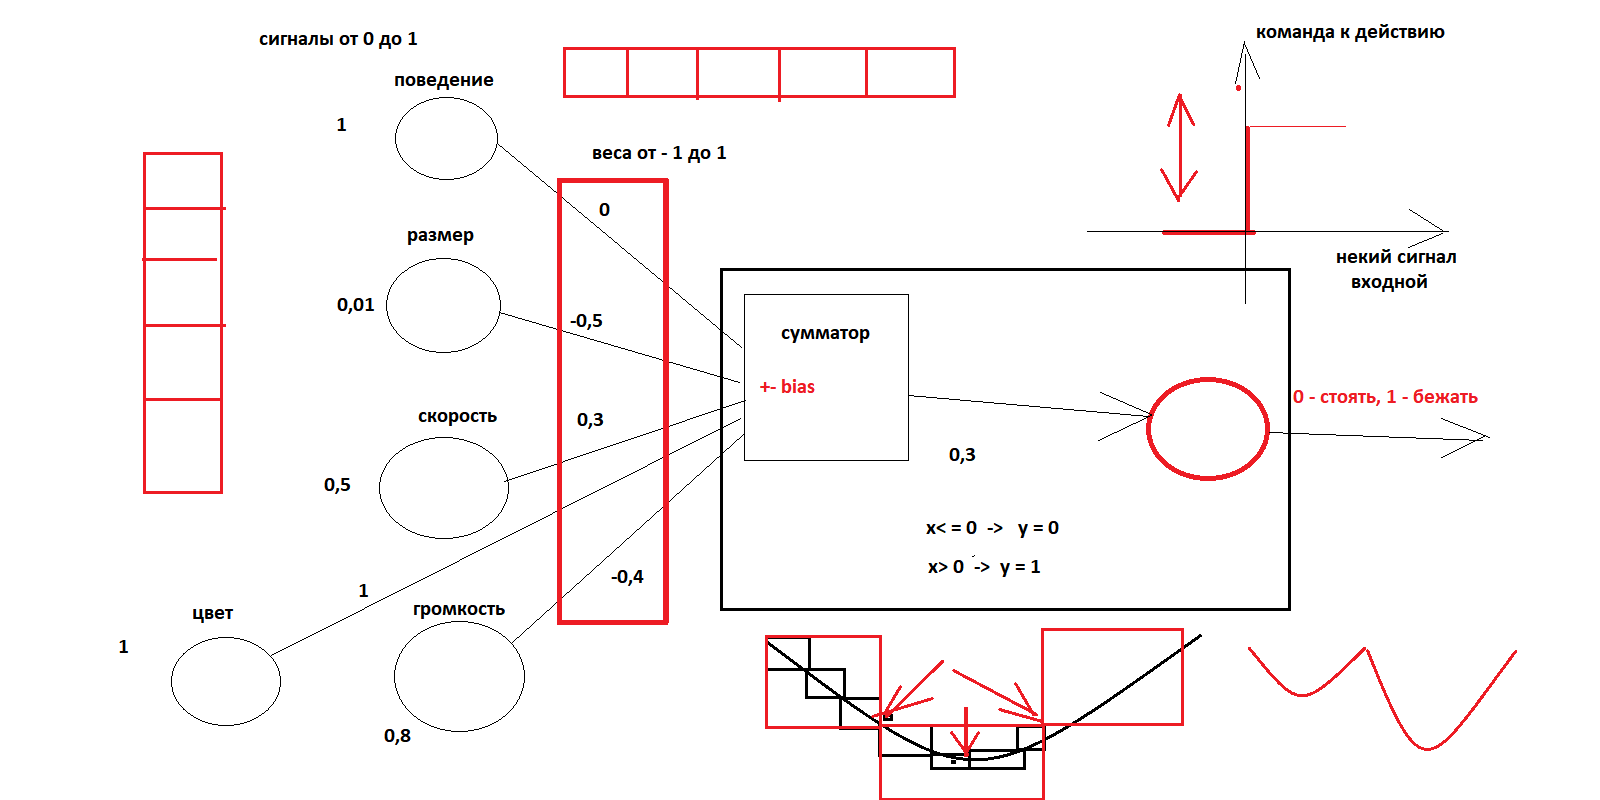 сигналы от 0 до 1
команда к действию
поведение
1
веса от - 1 до 1
0
размер
0,01
-0,5
некий сигнал
входной
сумматор
+- bias
0 - стоять, 1 - бежать
скорость
0,3
0,5
0,3
x< = 0 -> y = 0
x> 0 -> y = 1
-0,4
1
цвет
громкость
1
0,8